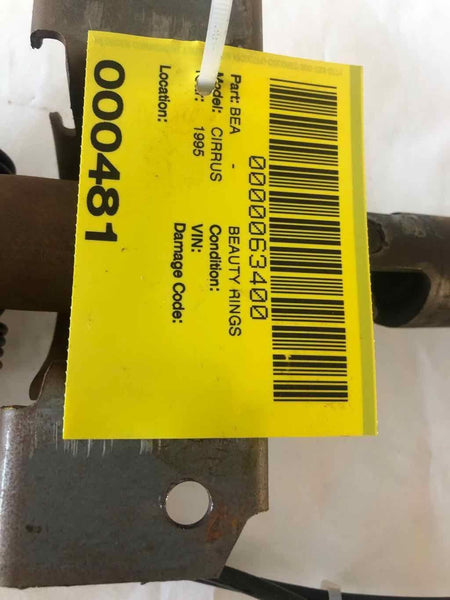 0000063400
Part: BEA - BEAUTY RINGS
Model: CIRRUS Condition:
1995 VIN:
Location: Damage Code:
000481